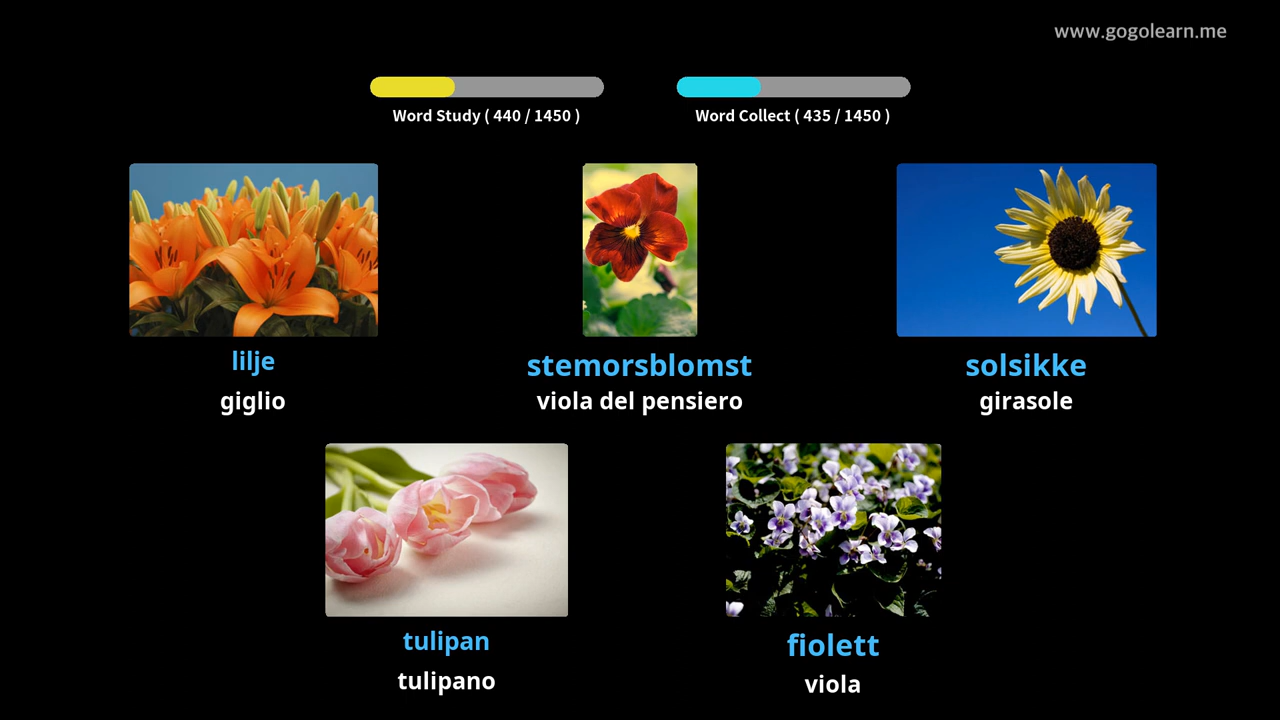 www.gogolearn.me
Word Study ( 440 / 1450 )
Word Collect ( 435 / 1450 )
lilje
giglio
stemorsblomst
viola del pensiero
solsikke
girasole
tulipan
tulipano
fiolett
viola